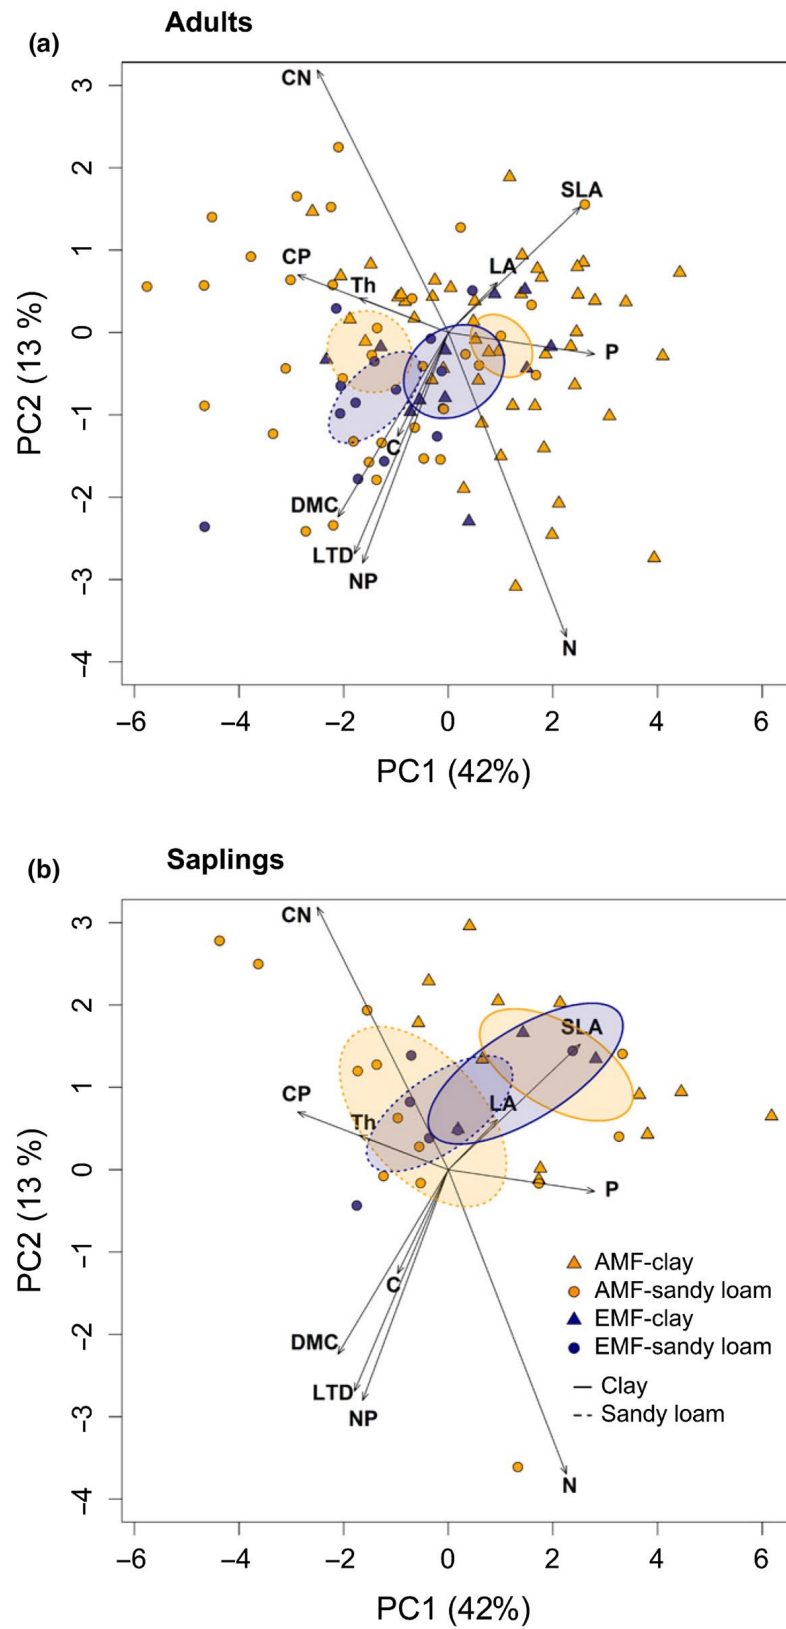 Adults
(a)
CN
SLA
LA
CP
Th
P
C
DMC
LTD
NP
N
3
2
1
0
−1
−2
−3
−4
PC2 (13 %)
−6 −4 −2 0 2 4 6
PC1 (42%)
Saplings
(b)
CN
SLA
CP
LA
Th
P
C
DMC
LTD
NP
N
AMF-clay
AMF-sandy loam
EMF-clay
EMF-sandy loam
Clay
Sandy loam
3
2
1
0
−1
−2
−3
−4
PC2 (13 %)
−6 −4 −2 0 2 4 6
PC1 (42%)